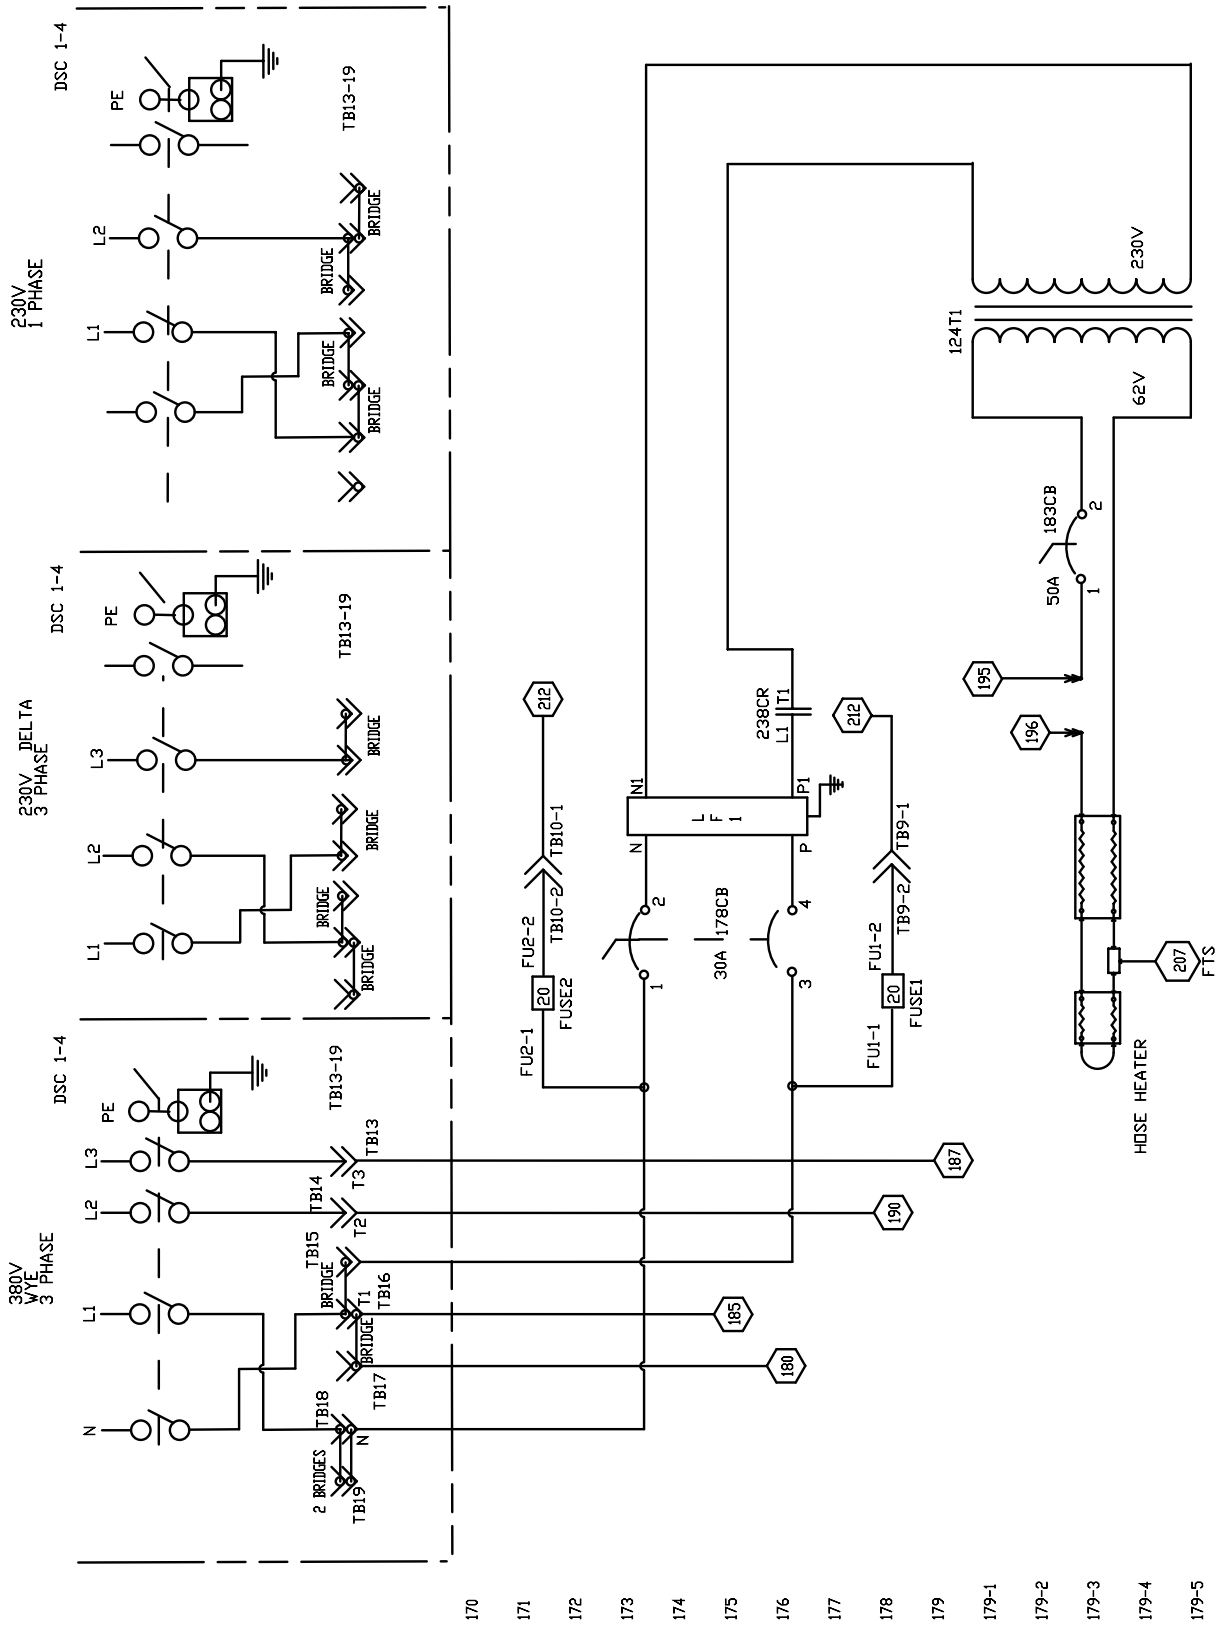 380V
WYE
3 PHASE
N
L1
L2
L3
PE
DSC 1-4
2 BRIDGES
TB19
TB18
N
TB17
BRIDGE
BRIDGE
T1
TB16
TB15
TB14
T2
T3
TB13
TB13-19
230V DELTA
3 PHASE
L1
L2
L3
PE
DSC 1-4
BRIDGE
BRIDGE
BRIDGE
BRIDGE
TB13-19
230V
1 PHASE
L1
L2
PE
DSC 1-4
BRIDGE
BRIDGE
BRIDGE
BRIDGE
TB13-19
170
171
172
173
174
175
176
177
178
179
179-1
179-2
179-3
179-4
179-5
180
185
190
187
FU2-1
20
FUSE2
FU2-2
TB10-2
TB10-1
212
1
2
30A 178CB
3
4
N
N1
LF1
P
P1
238CR
L1 T1
FU1-1
20
FUSE1
FU1-2
TB9-2
TB9-1
212
124T1
62V
230V
50A
183CB
1
2
195
196
207
FTS
HOSE HEATER